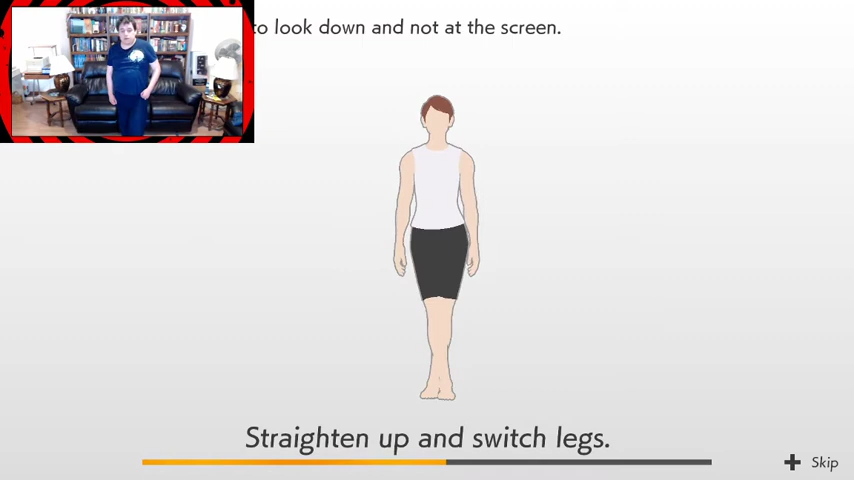 to look down and not at the screen.
Straighten up and switch legs.
Skip